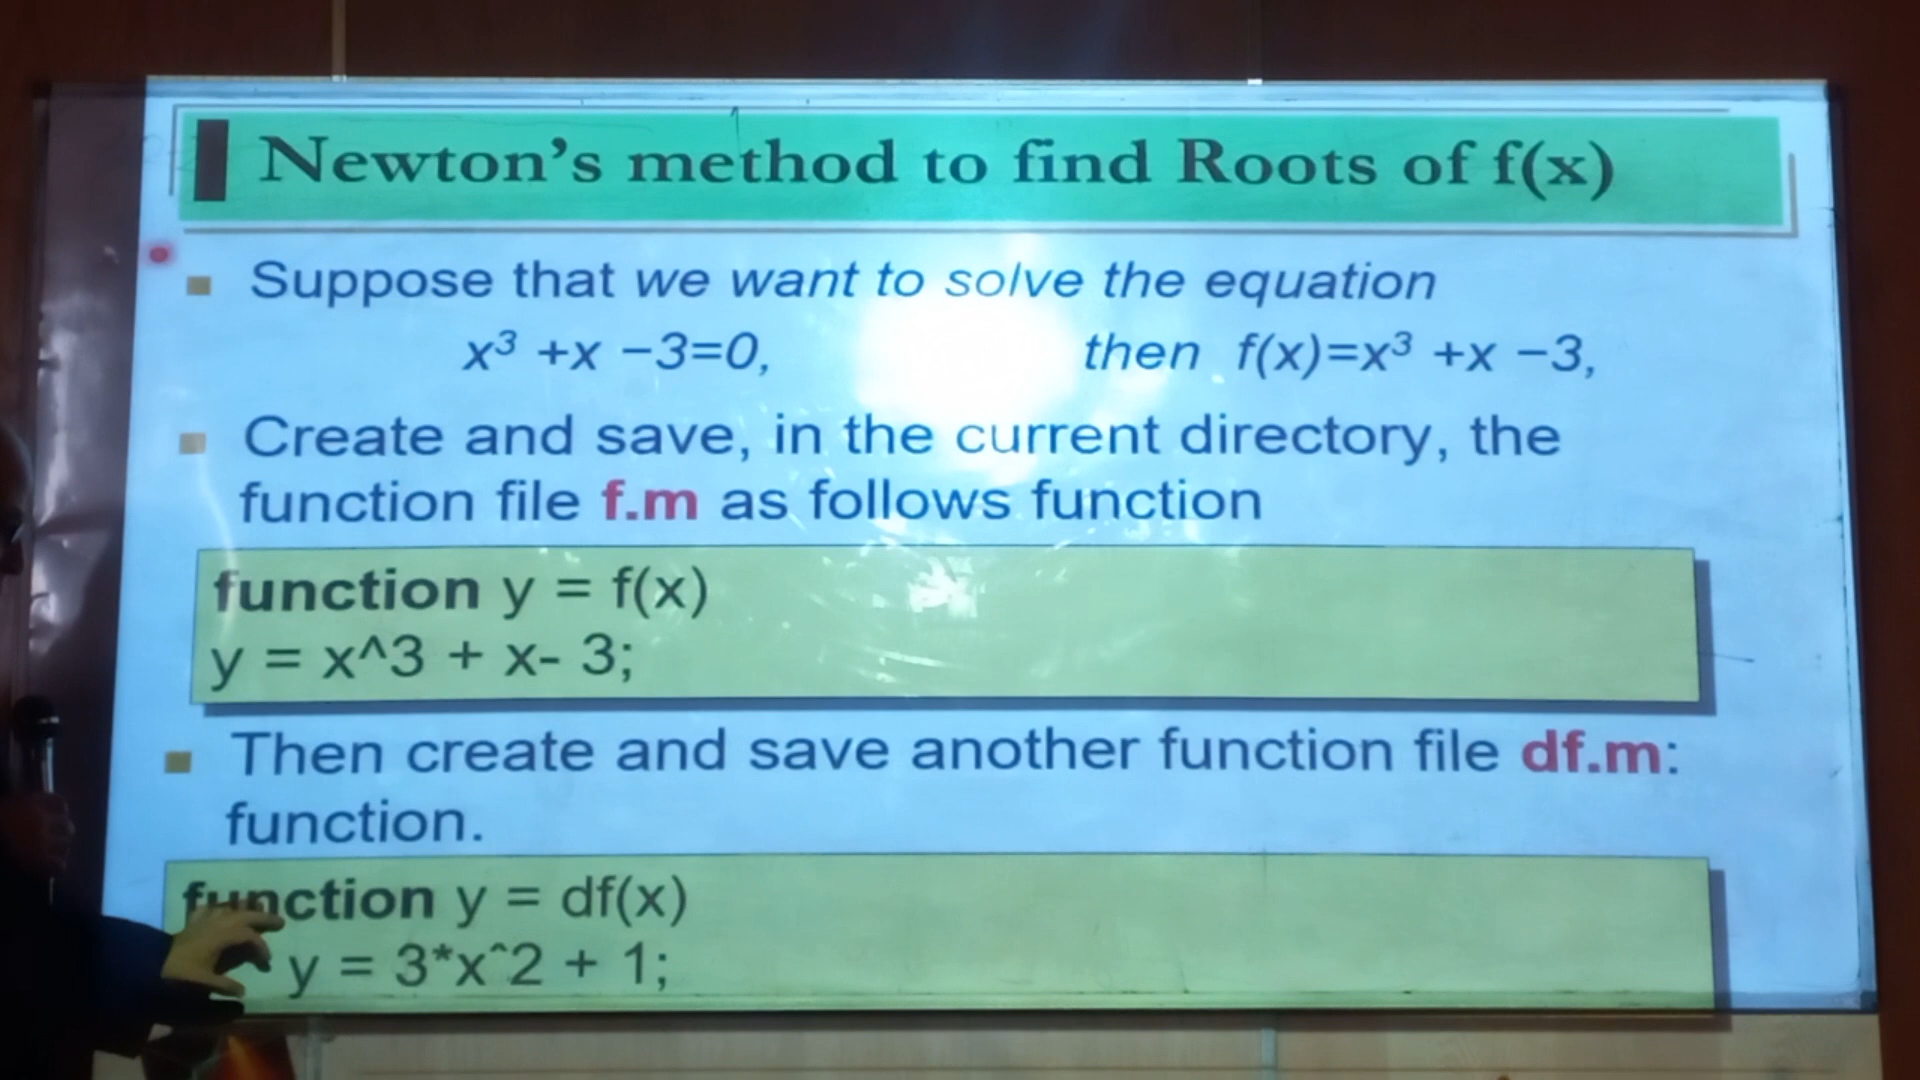 Newton's method to find Roots of f(x)
Suppose that we want to solve the equation
x³ +x −3=0, then f(x)=x³ +x −3,
Create and save, in the current directory, the
function file f.m as follows function
function y = f(x)
y = x^3 + x- 3;
Then create and save another function file df.m:
function.
function y = df(x)
y = 3*x^2 + 1;